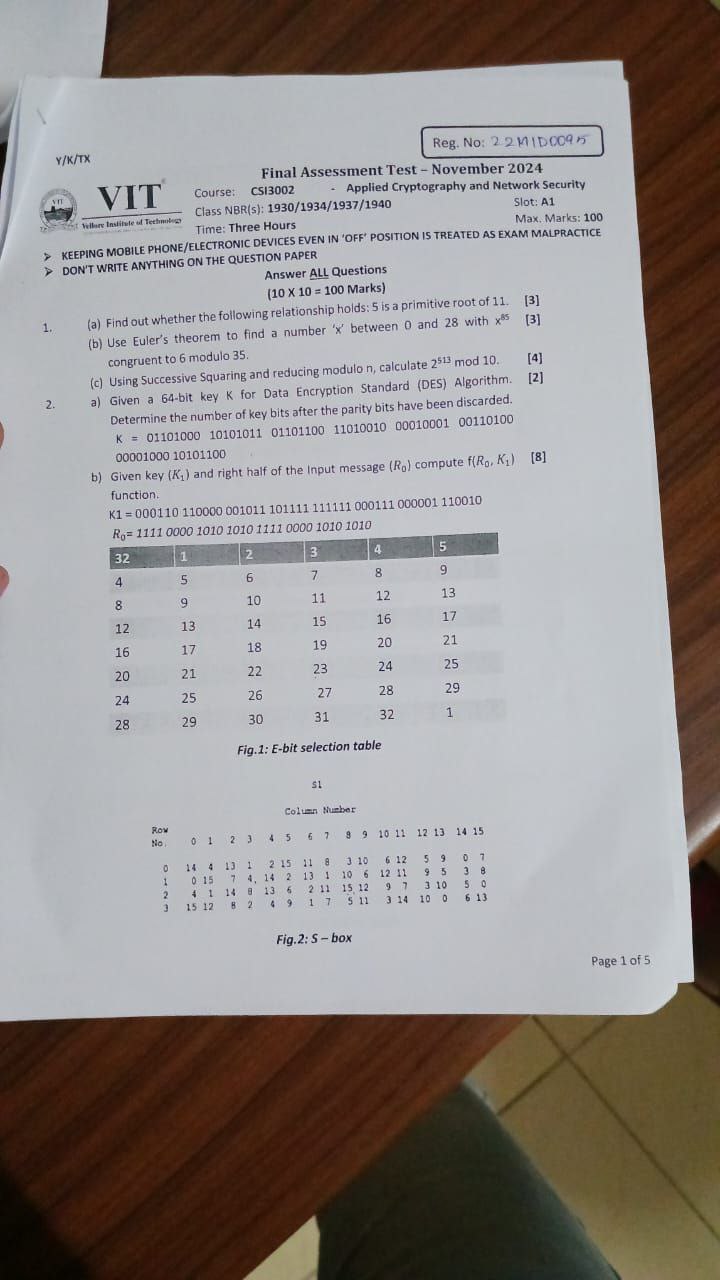 Reg. No: 22MID0095
Y/K/TX
Final Assessment Test – November 2024
VIT
Vellore Institute of Technology
Course: CSI3002 - Applied Cryptography and Network Security
Class NBR(s): 1930/1934/1937/1940 Slot: A1
Time: Three Hours Max. Marks: 100
➤ KEEPING MOBILE PHONE/ELECTRONIC DEVICES EVEN IN 'OFF' POSITION IS TREATED AS EXAM MALPRACTICE
➤ DON'T WRITE ANYTHING ON THE QUESTION PAPER
Answer ALL Questions
(10 X 10 = 100 Marks)
1. (a) Find out whether the following relationship holds: 5 is a primitive root of 11. [3]
(b) Use Euler's theorem to find a number 'x' between 0 and 28 with x⁸⁵ [3]
congruent to 6 modulo 35.
(c) Using Successive Squaring and reducing modulo n, calculate 2⁵¹³ mod 10. [4]
2. a) Given a 64-bit key K for Data Encryption Standard (DES) Algorithm. [2]
Determine the number of key bits after the parity bits have been discarded.
K = 01101000 10101011 01101100 11010010 00010001 00110100
00001000 10101100
b) Given key (K₁) and right half of the Input message (R₀) compute f(R₀, K₁) [8]
function.
K1 = 000110 110000 001011 101111 111111 000111 000001 110010
R₀= 1111 0000 1010 1010 1111 0000 1010 1010
32 1 2 3 4 5
4 5 6 7 8 9
8 9 10 11 12 13
12 13 14 15 16 17
16 17 18 19 20 21
20 21 22 23 24 25
24 25 26 27 28 29
28 29 30 31 32 1
Fig.1: E-bit selection table
S1
Column Number
Row
No. 0 1 2 3 4 5 6 7 8 9 10 11 12 13 14 15
0 14 4 13 1 2 15 11 8 3 10 6 12 5 9 0 7
1 0 15 7 4 14 2 13 1 10 6 12 11 9 5 3 8
2 4 1 14 8 13 6 2 11 15 12 9 7 3 10 5 0
3 15 12 8 2 4 9 1 7 5 11 3 14 10 0 6 13
Fig.2: S – box
Page 1 of 5